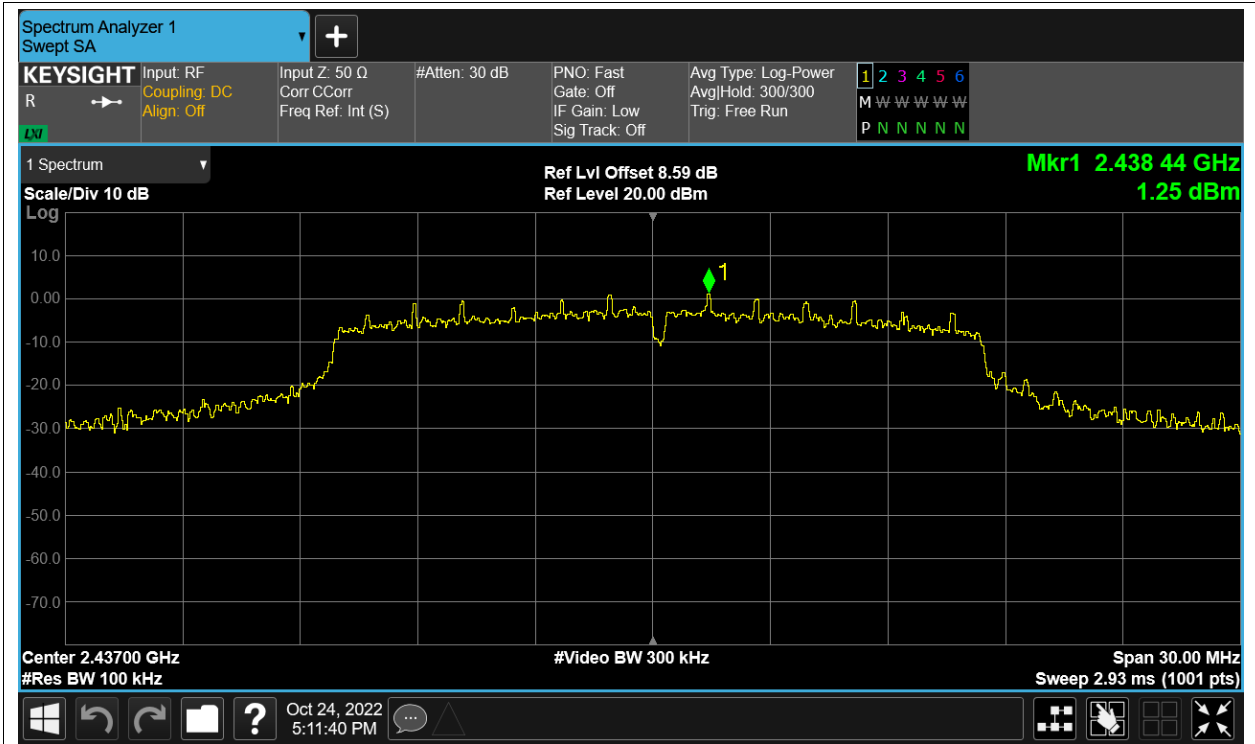 Spectrum Analyzer 1
Swept SA
KEYSIGHT
R
LXI
Input: RF
Coupling: DC
Align: Off
Input Z: 50 Ω
Corr CCorr
Freq Ref: Int (S)
#Atten: 30 dB
PNO: Fast
Gate: Off
IF Gain: Low
Sig Track: Off
Avg Type: Log-Power
Avg|Hold: 300/300
Trig: Free Run
1 2 3 4 5 6
M W W W W W W
P N N N N N
1 Spectrum
Scale/Div 10 dB
Log
Ref Lvl Offset 8.59 dB
Ref Level 20.00 dBm
Mkr1 2.438 44 GHz
1.25 dBm
1
10.0
0.00
-10.0
-20.0
-30.0
-40.0
-50.0
-60.0
-70.0
Center 2.43700 GHz
#Res BW 100 kHz
#Video BW 300 kHz
Span 30.00 MHz
Sweep 2.93 ms (1001 pts)
?
Oct 24, 2022
5:11:40 PM